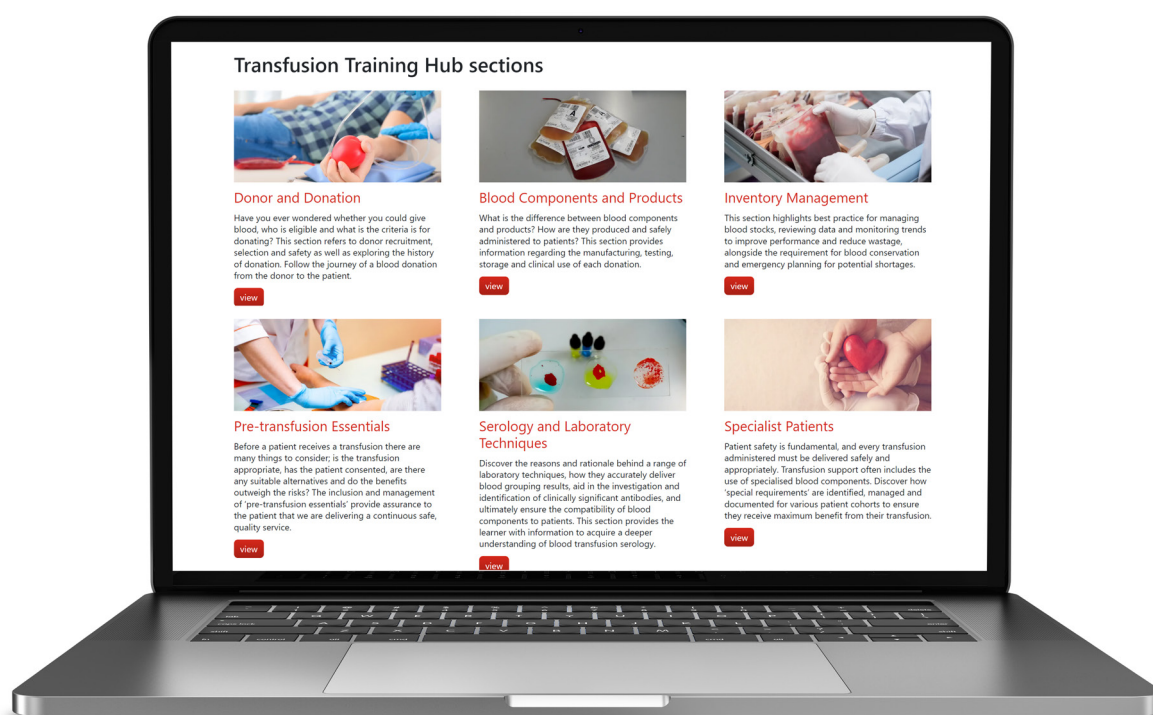 Transfusion Training Hub sections
Donor and Donation
Have you ever wondered whether you could give
blood, who is eligible and what is the criteria is for
donating? This section refers to donor recruitment,
selection and safety as well as exploring the history
of donation. Follow the journey of a blood donation
from the donor to the patient.
view
Blood Components and Products
What is the difference between blood components
and products? How are they produced and safely
administered to patients? This section provides
information regarding the manufacturing, testing,
storage and clinical use of each donation.
view
Inventory Management
This section highlights best practice for managing
blood stocks, reviewing data and monitoring trends
to improve performance and reduce wastage,
alongside the requirement for blood conservation
and emergency planning for potential shortages.
view
Pre-transfusion Essentials
Before a patient receives a transfusion there are
many things to consider; is the transfusion
appropriate, has the patient consented, are there
any suitable alternatives and do the benefits
outweigh the risks? The inclusion and management
of 'pre-transfusion essentials' provide assurance to
the patient that we are delivering a continuous safe,
quality service.
view
Serology and Laboratory
Techniques
Discover the reasons and rationale behind a range of
laboratory techniques, how they accurately deliver
blood grouping results, aid in the investigation and
identification of clinically significant antibodies, and
ultimately ensure the compatibility of blood
components to patients. This section provides the
learner with information to acquire a deeper
understanding of blood transfusion serology.
view
Specialist Patients
Patient safety is fundamental, and every transfusion
administered must be delivered safely and
appropriately. Transfusion support often includes the
use of specialised blood components. Discover how
'special requirements' are identified, managed and
documented for various patient cohorts to ensure
they receive maximum benefit from their transfusion.
view